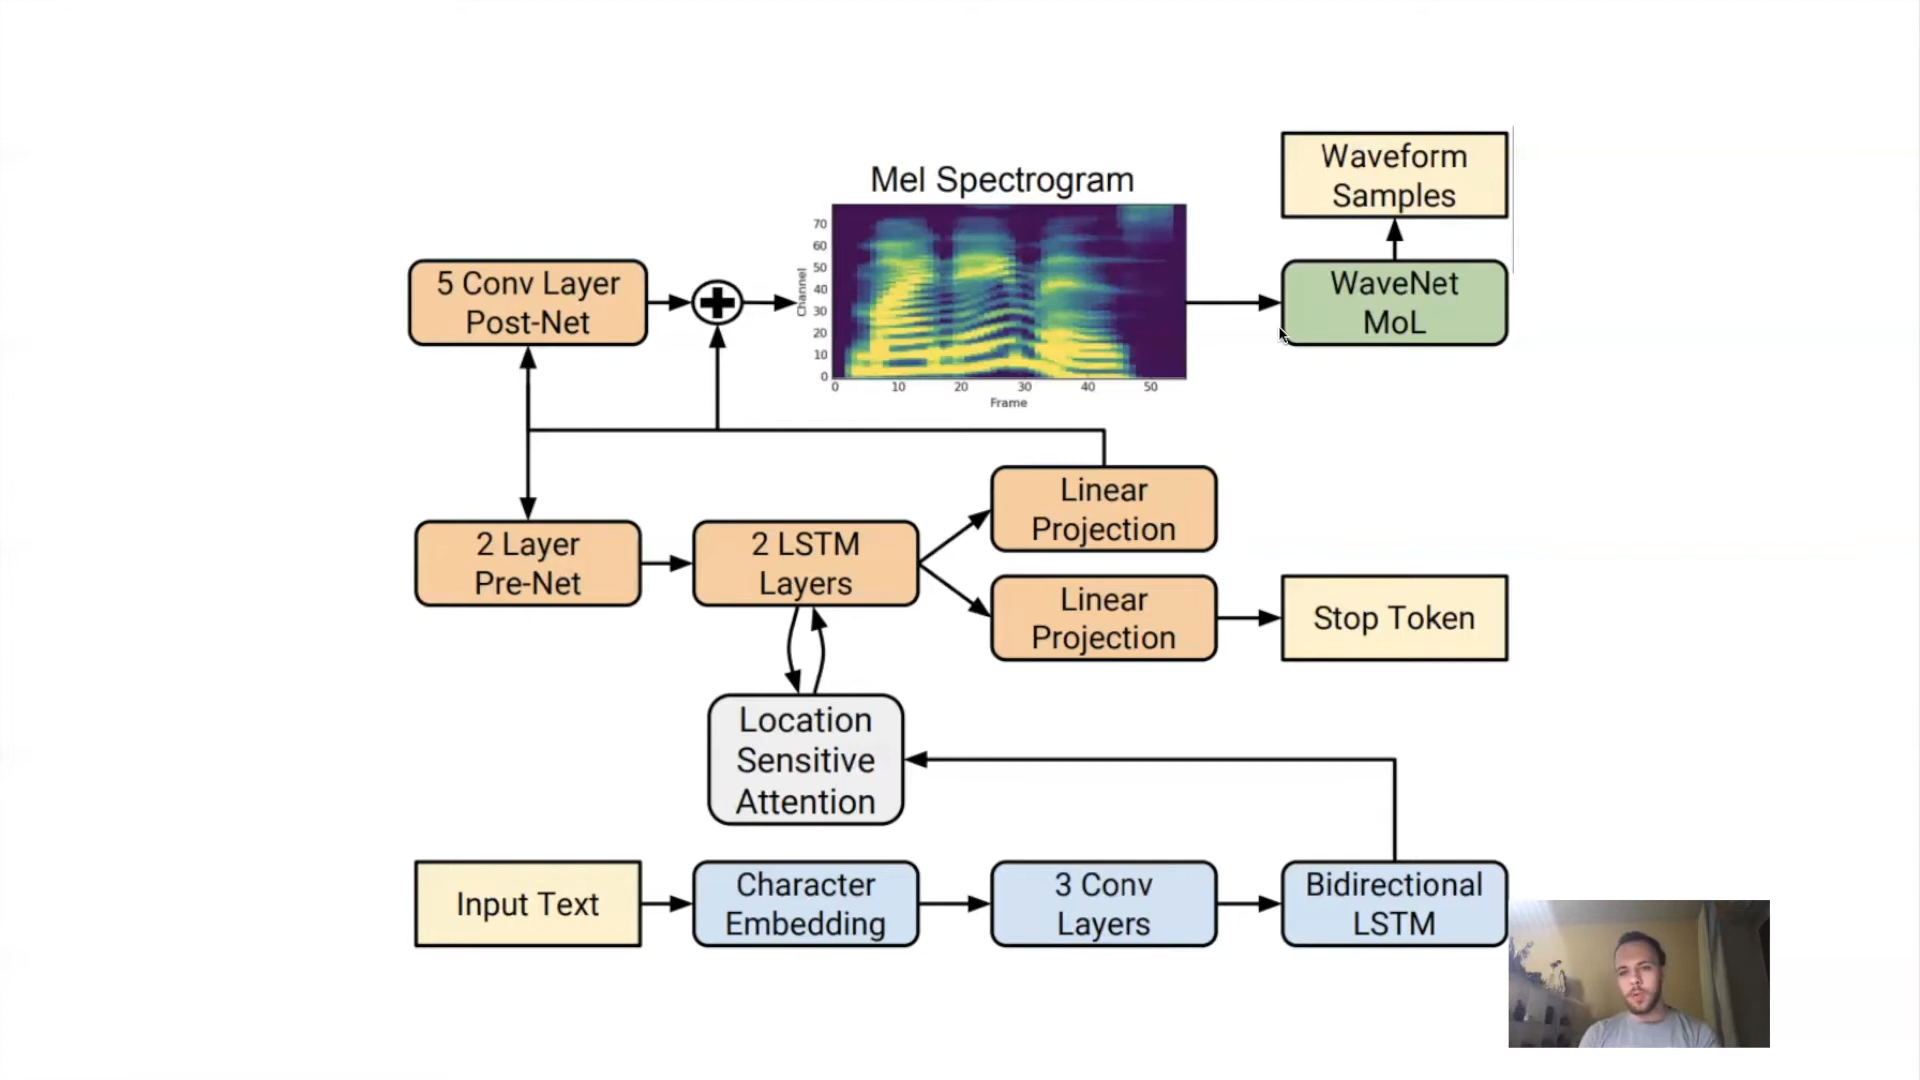 Waveform
Samples
Mel Spectrogram
5 Conv Layer
Post-Net
Channel
70
60
50
40
30
20
10
0
0
10
20
30
40
50
Frame
WaveNet
MoL
2 Layer
Pre-Net
2 LSTM
Layers
Linear
Projection
Linear
Projection
Stop Token
Location
Sensitive
Attention
Input Text
Character
Embedding
3 Conv
Layers
Bidirectional
LSTM